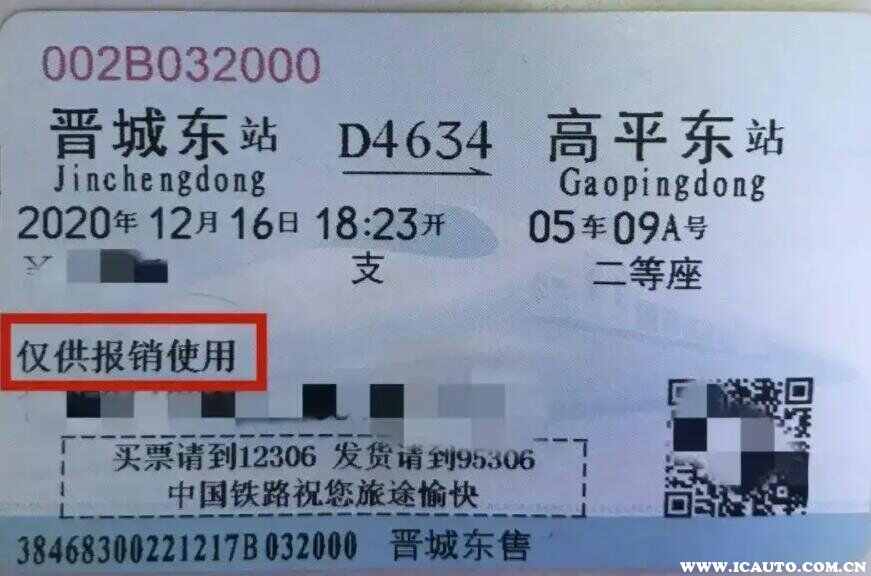 002B032000
晋城东站 D4634 高平东站
Jinchengdong Gaopingdong
2020年12月16日 18:23开 05车09A号
¥ 支 二等座
仅供报销使用
买票请到12306 发货请到95306
中国铁路祝您旅途愉快
38468300221217B032000 晋城东售
WWW.ICAUTO.COM.CN